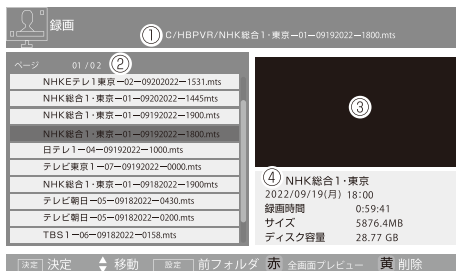 録画
① C/HBPVR/NHK総合1・東京ー01ー09192022ー1800.mts
ページ 01/02 ②
NHKEテレ1東京ー02ー09202022ー1531.mts
NHK総合1・東京ー01ー09202022ー1445mts
NHK総合1・東京ー01ー09192022ー1900.mts
NHK総合1・東京ー01ー09192022ー1800.mts
日テレ1ー04ー09192022ー1000.mts
テレビ東京1ー07ー09192022ー0000.mts
NHK総合1・東京ー01ー09182022ー1900mts
テレビ朝日ー05ー09182022ー0430.mts
テレビ朝日ー05ー09182022ー0200.mts
TBS1ー06ー09182022ー0158.mts
③
④ NHK総合1・東京
2022/09/19(月) 18:00
録画時間 0:59:41
サイズ 5876.4MB
ディスク容量 28.77 GB
決定 決定 移動 設定 前フォルダ 赤 全画面プレビュー 黄 削除